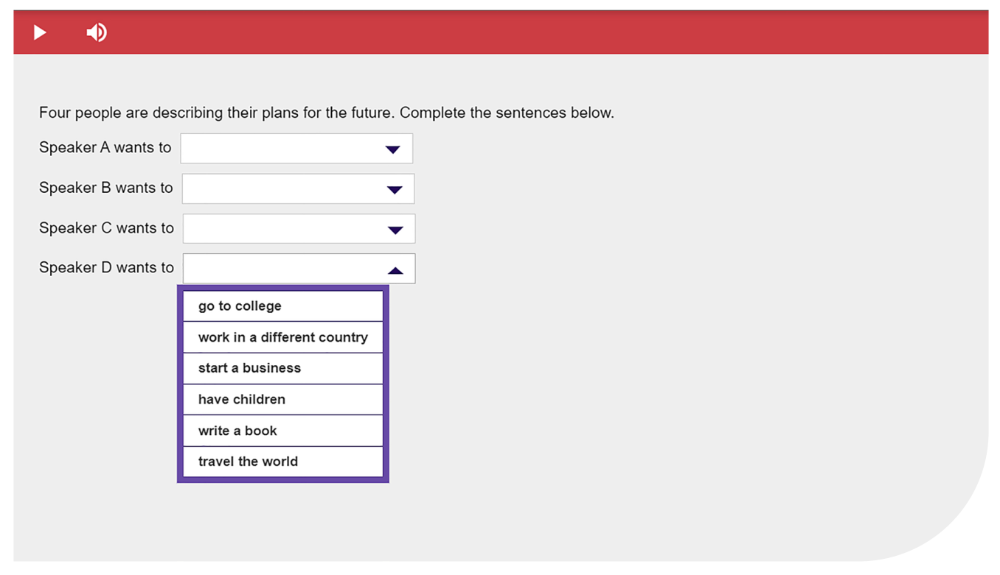 Four people are describing their plans for the future. Complete the sentences below.
Speaker A wants to
Speaker B wants to
Speaker C wants to
Speaker D wants to
go to college
work in a different country
start a business
have children
write a book
travel the world